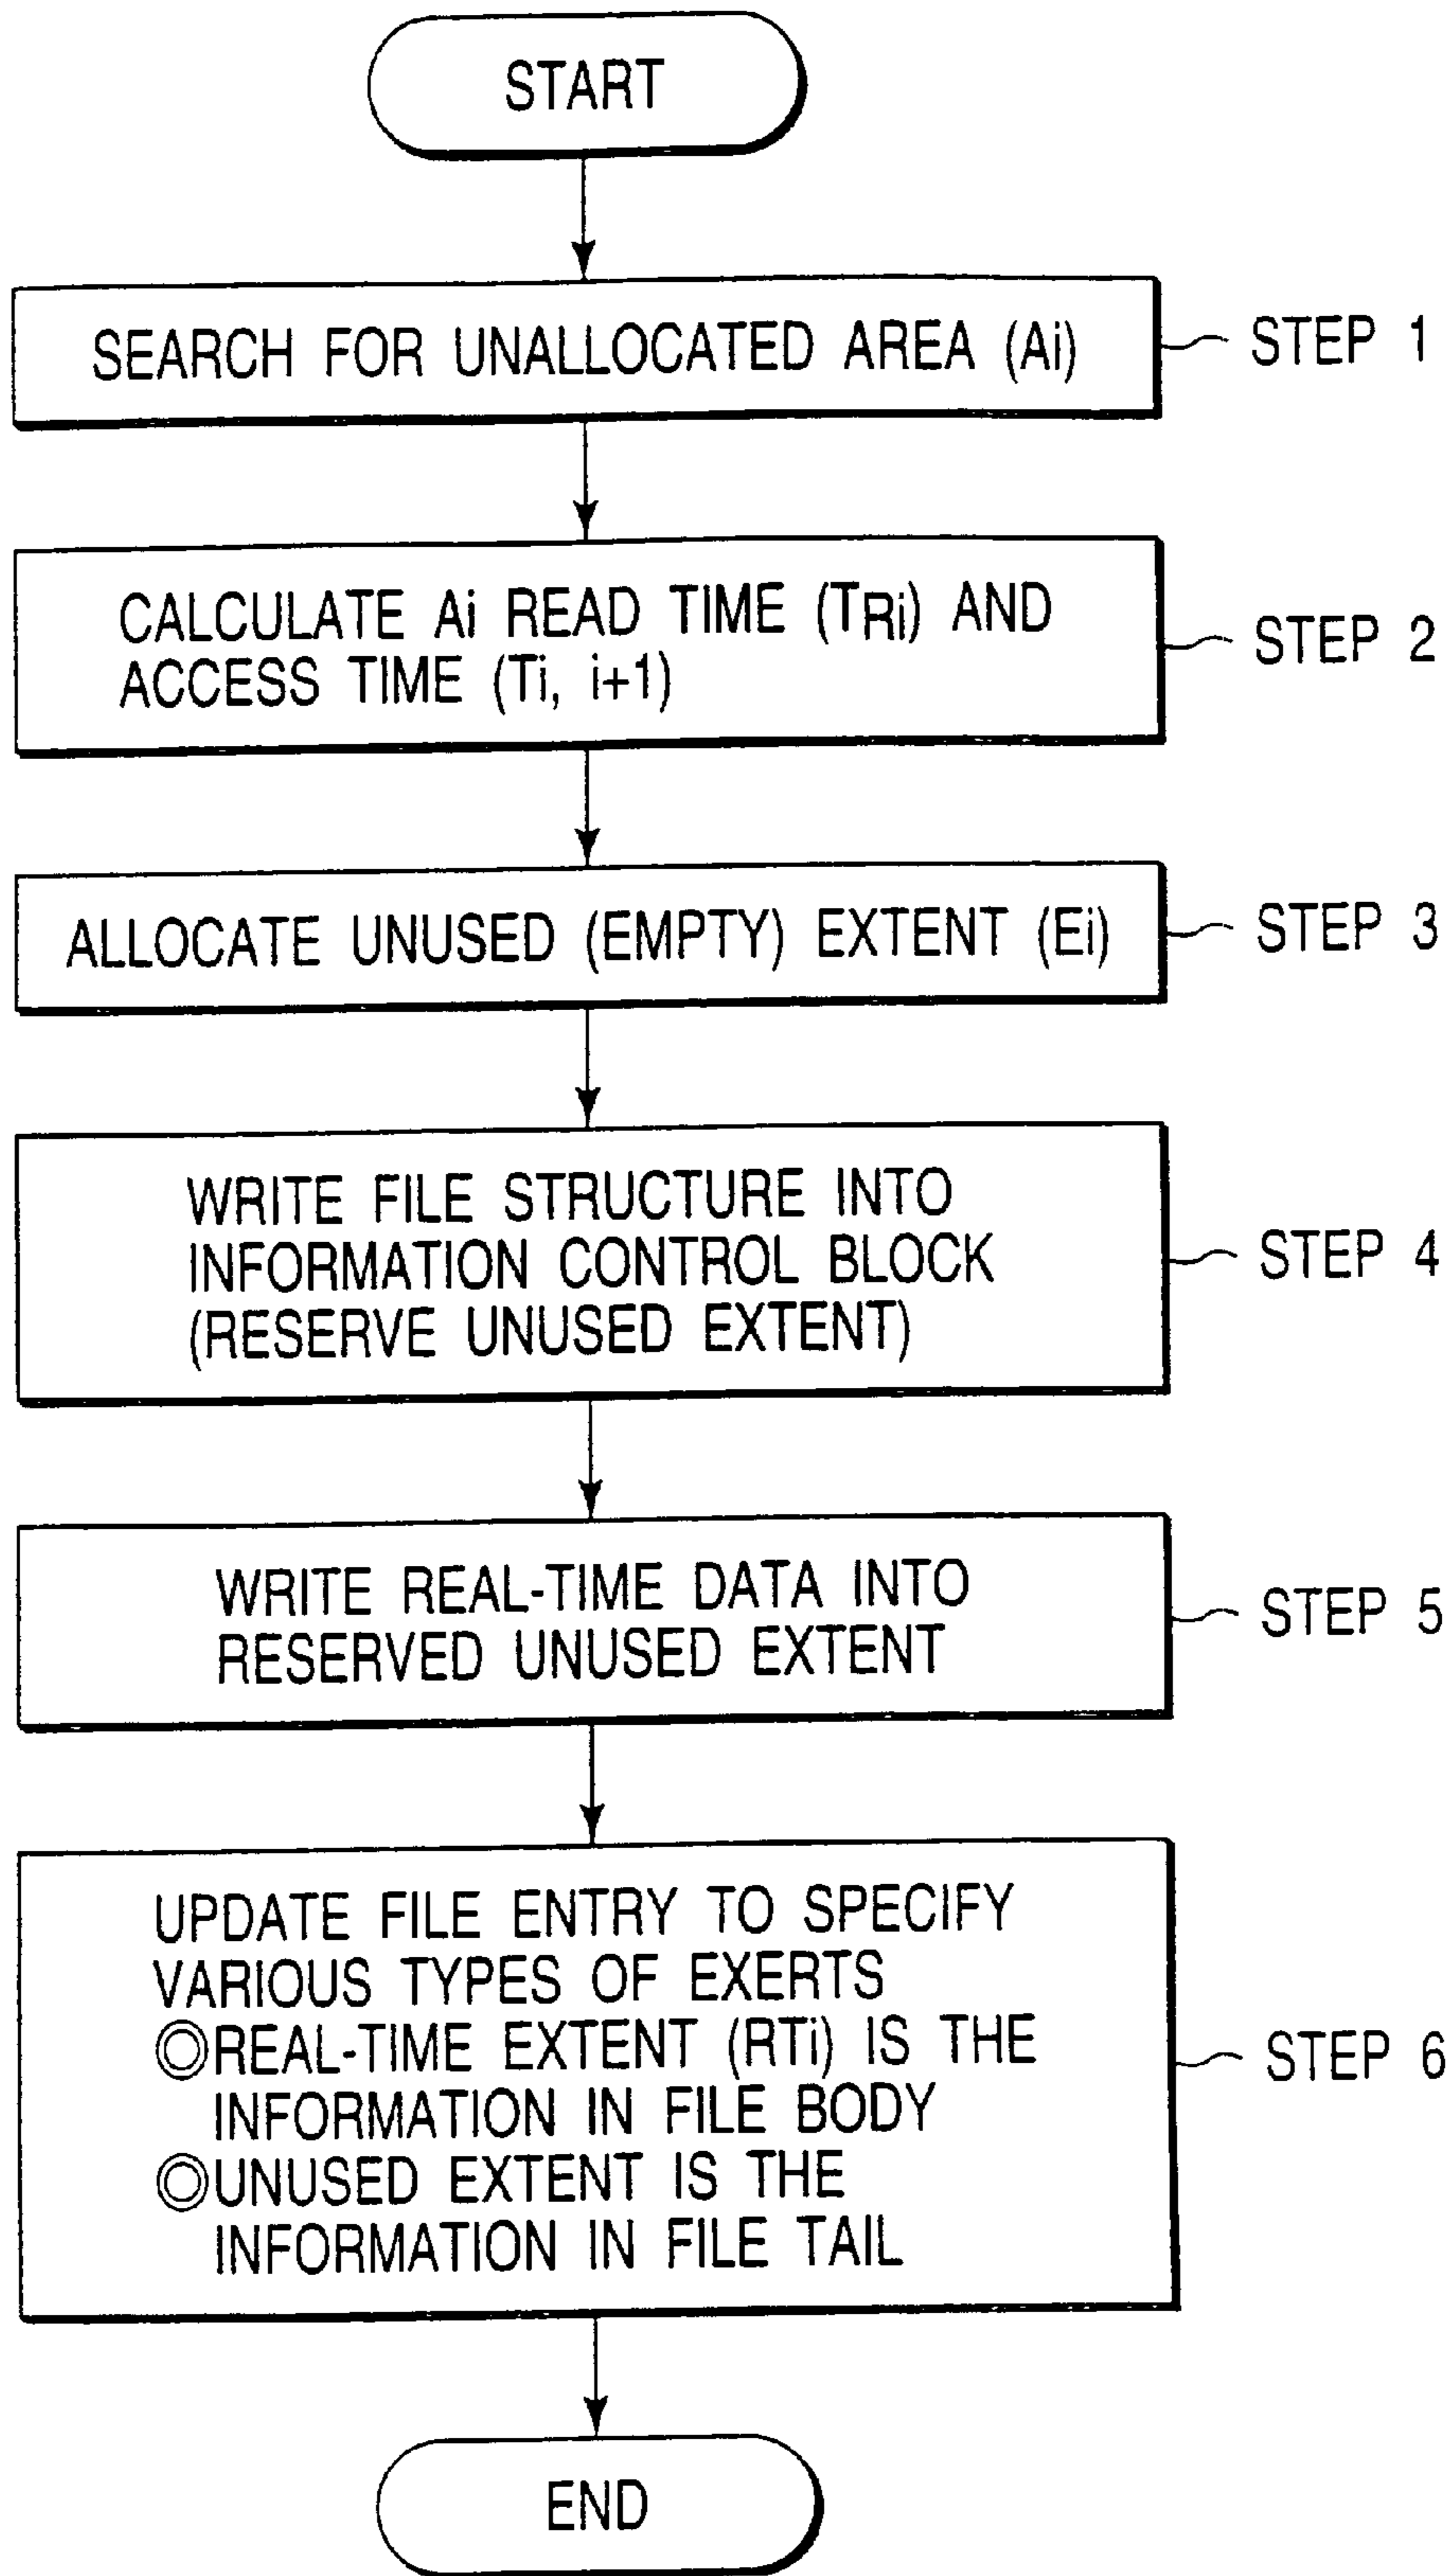 START
SEARCH FOR UNALLOCATED AREA (Ai)
STEP 1
CALCULATE Ai READ TIME (TRi) AND
ACCESS TIME (Ti, i+1)
STEP 2
ALLOCATE UNUSED (EMPTY) EXTENT (Ei)
STEP 3
WRITE FILE STRUCTURE INTO
INFORMATION CONTROL BLOCK
(RESERVE UNUSED EXTENT)
STEP 4
WRITE REAL-TIME DATA INTO
RESERVED UNUSED EXTENT
STEP 5
UPDATE FILE ENTRY TO SPECIFY
VARIOUS TYPES OF EXERTS
◎REAL-TIME EXTENT (RTi) IS THE
INFORMATION IN FILE BODY
◎UNUSED EXTENT IS THE
INFORMATION IN FILE TAIL
STEP 6
END